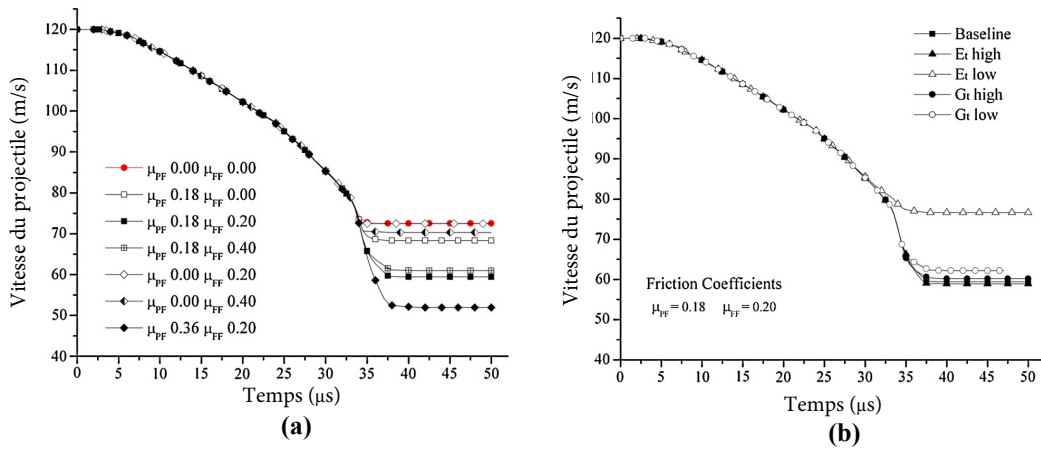 120
110
100
90
80
70
60
50
40
0 5 10 15 20 25 30 35 40 45 50
Vitesse du projectile (m/s)
Temps (μs)
μPF 0.00 μFF 0.00
μPF 0.18 μFF 0.00
μPF 0.18 μFF 0.20
μPF 0.18 μFF 0.40
μPF 0.00 μFF 0.20
μPF 0.00 μFF 0.40
μPF 0.36 μFF 0.20
(a)
120
110
100
90
80
70
60
50
40
0 5 10 15 20 25 30 35 40 45 50
Vitesse du projectile (m/s)
Temps (μs)
Baseline
Et high
Et low
Gt high
Gt low
Friction Coefficients
μPF = 0.18 μFF = 0.20
(b)